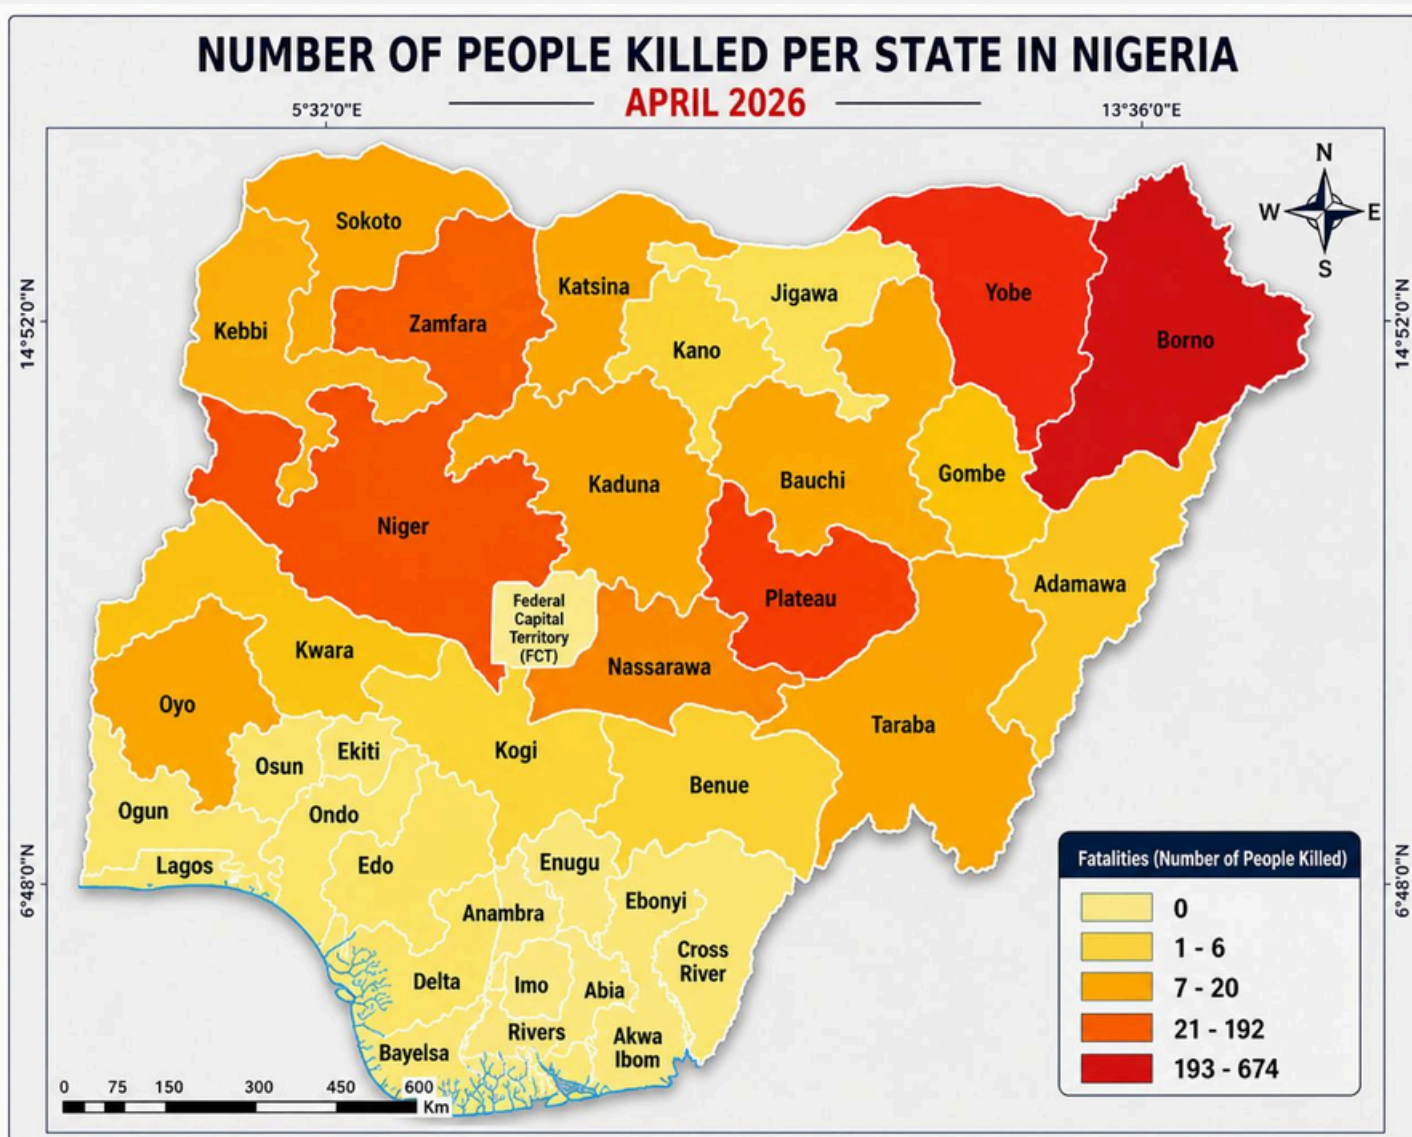 NUMBER OF PEOPLE KILLED PER STATE IN NIGERIA
APRIL 2026
5°32'0"E
13°36'0"E
N
W
E
S
14°52'0"N
14°52'0"N
6°48'0"N
6°48'0"N
Sokoto
Kebbi
Zamfara
Katsina
Jigawa
Kano
Yobe
Borno
Niger
Kaduna
Bauchi
Gombe
Adamawa
Federal
Capital
Territory
(FCT)
Plateau
Kwara
Nassarawa
Oyo
Taraba
Osun
Ekiti
Kogi
Benue
Ogun
Ondo
Lagos
Edo
Enugu
Ebonyi
Anambra
Cross
River
Delta
Imo
Abia
Rivers
Akwa
Ibom
Bayelsa
Fatalities (Number of People Killed)
0
1 - 6
7 - 20
21 - 192
193 - 674
0 75 150 300 450 600
Km